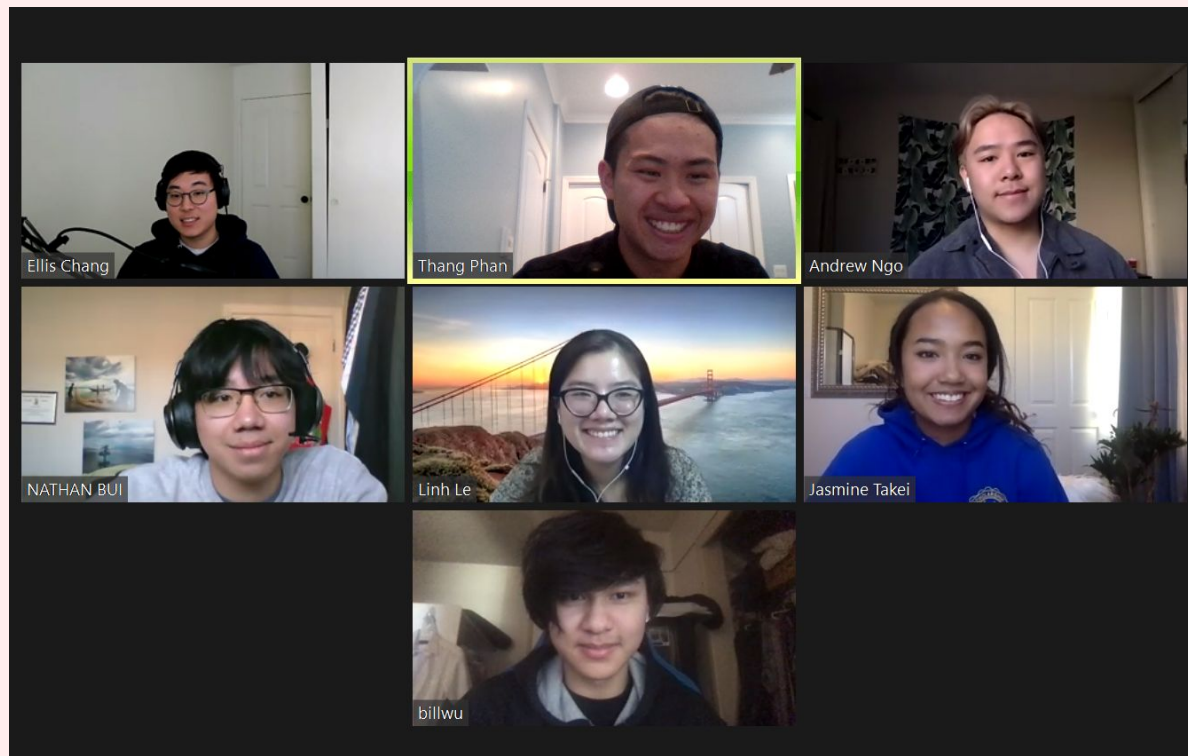 Ellis Chang
Thang Phan
Andrew Ngo
NATHAN BUI
Linh Le
Jasmine Takei
billwu